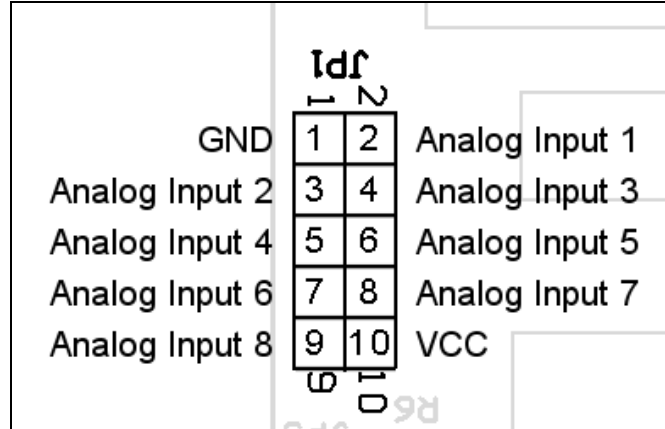 JP1
1 2
GND 1 2 Analog Input 1
Analog Input 2 3 4 Analog Input 3
Analog Input 4 5 6 Analog Input 5
Analog Input 6 7 8 Analog Input 7
Analog Input 8 9 10 VCC
9 10
R6